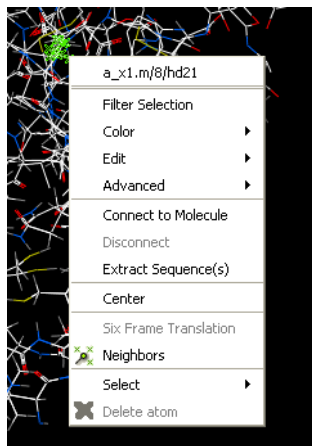 a_x1.m/8/hd21
Filter Selection
Color
Edit
Advanced
Connect to Molecule
Disconnect
Extract Sequence(s)
Center
Six Frame Translation
Neighbors
Select
Delete atom